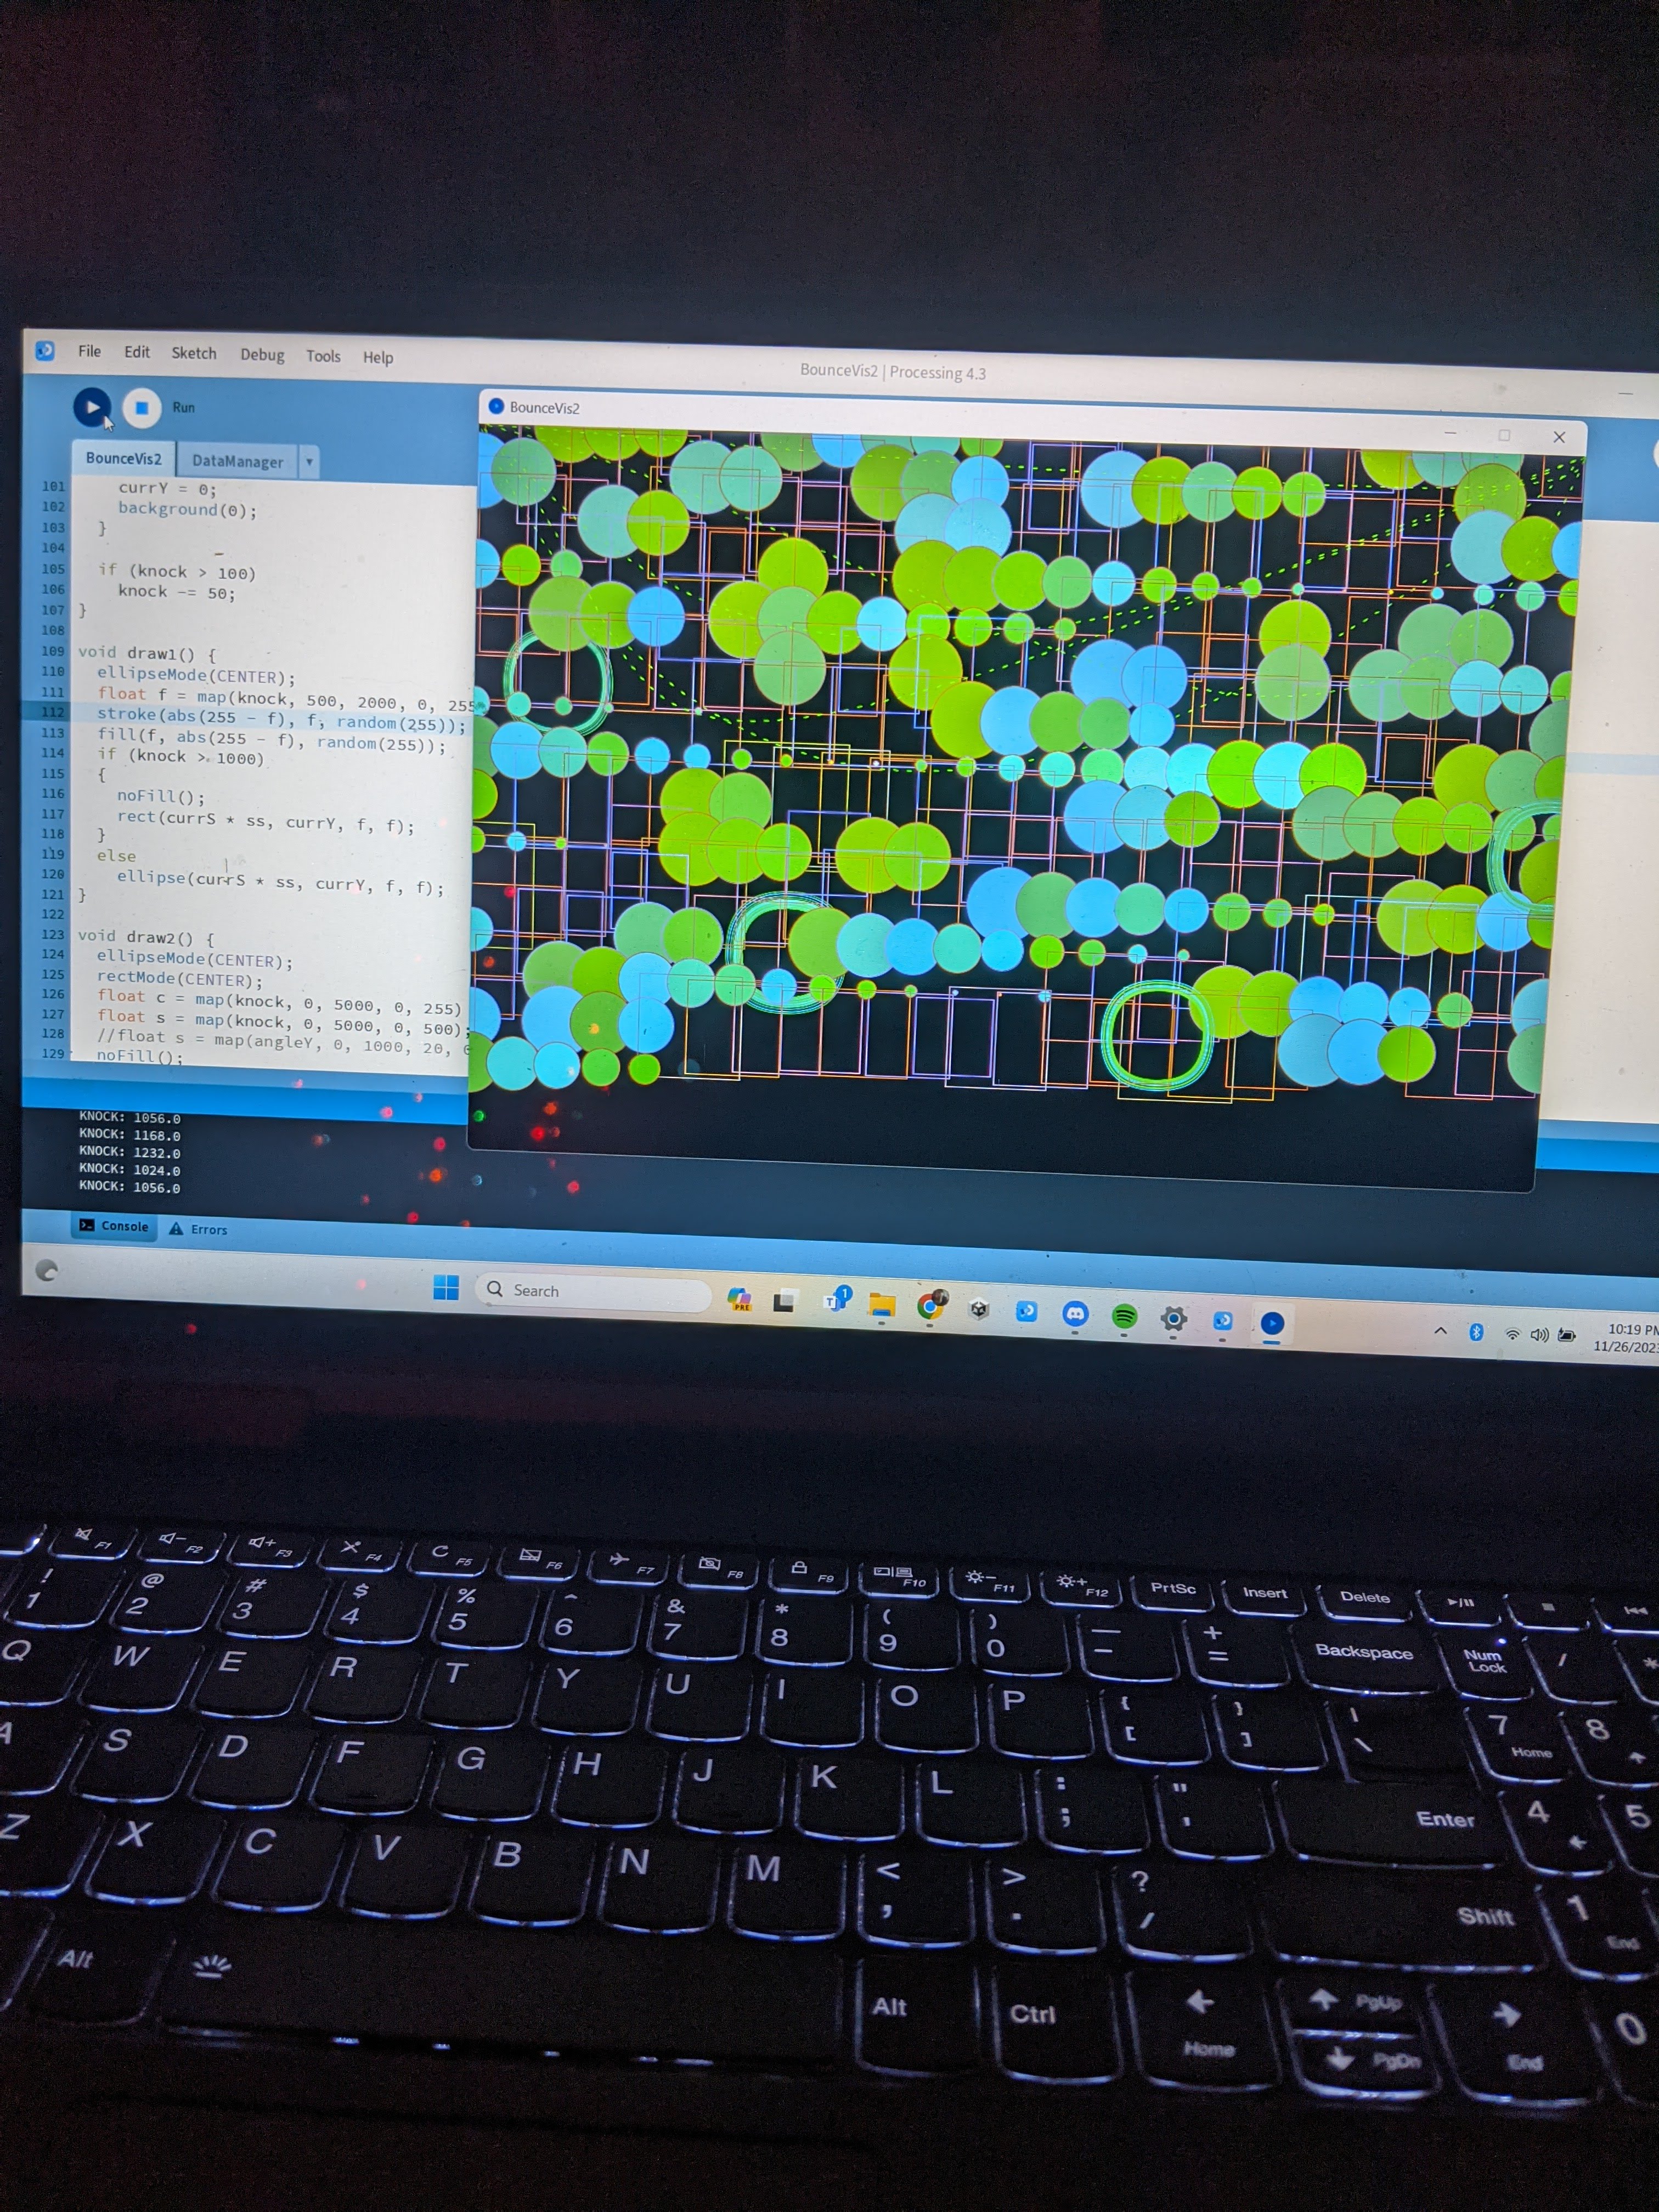 File Edit Sketch Debug Tools Help
BounceVis2 | Processing 4.3
Run
BounceVis2
BounceVis2 DataManager
101 currY = 0;
102 background(0);
103 }
104
105 if (knock > 100)
106 knock -= 50;
107 }
108
109 void draw1() {
110 ellipseMode(CENTER);
111 float f = map(knock, 500, 2000, 0, 255
112 stroke(abs(255 - f), f, random(255));
113 fill(f, abs(255 - f), random(255));
114 if (knock > 1000)
115 {
116 noFill();
117 rect(currS * ss, currY, f, f);
118 }
119 else
120 ellipse(currS * ss, currY, f, f);
121 }
122
123 void draw2() {
124 ellipseMode(CENTER);
125 rectMode(CENTER);
126 float c = map(knock, 0, 5000, 0, 255)
127 float s = map(knock, 0, 5000, 0, 500);
128 //float s = map(angleY, 0, 1000, 20,
129 noFill();
KNOCK: 1056.0
KNOCK: 1168.0
KNOCK: 1232.0
KNOCK: 1024.0
KNOCK: 1056.0
Console Errors
Search
PRE
T 1
10:19 PM
11/26/202
F1 F2 F3 F4 F5 F6 F7 F8 F9 F10 F11 F12 PrtSc Insert Delete
! @ # $ % ^ & * ( ) — +
1 2 3 4 5 6 7 8 9 0 - = Backspace Num Lock / *
Q W E R T Y U I O P { [ } ] | \ 7 Home 8
A S D F G H J K L : ; " ' Enter 4 5
Z X C V B N M < , > . ? / Shift 1 End
Alt Alt Ctrl Home PgUp PgDn End 0